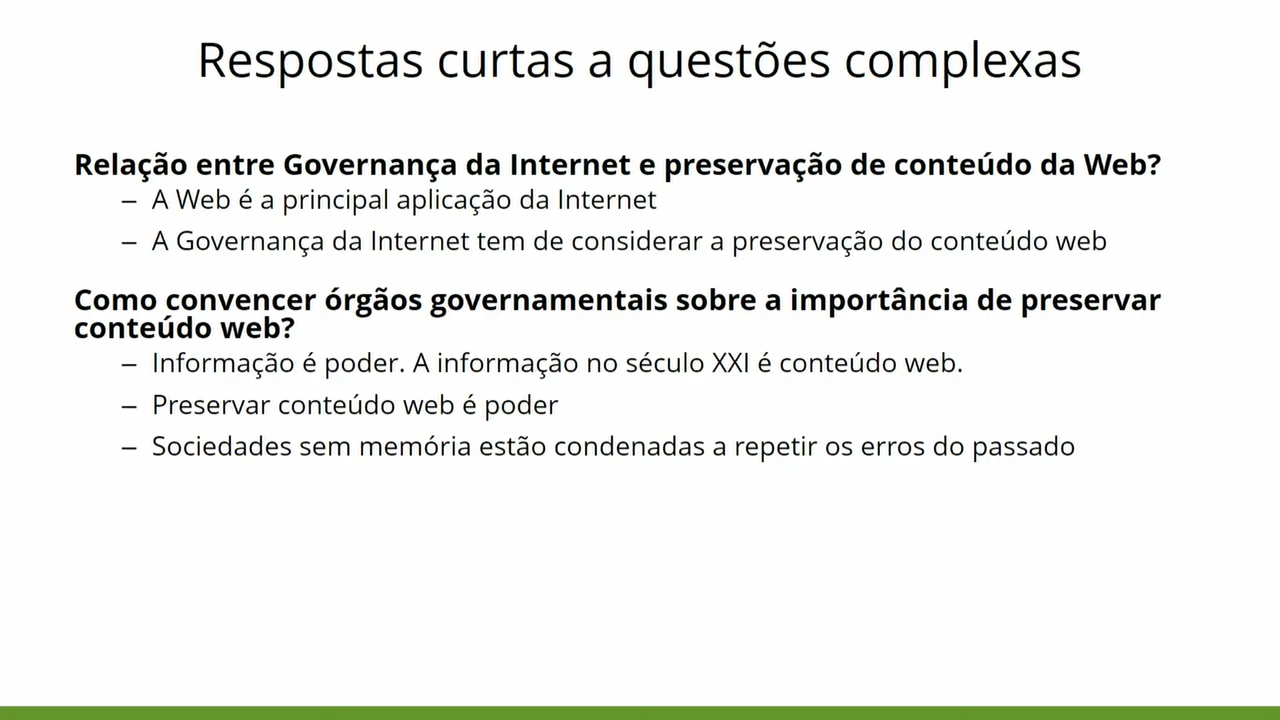 Respostas curtas a questões complexas
Relação entre Governança da Internet e preservação de conteúdo da Web?
– A Web é a principal aplicação da Internet
– A Governança da Internet tem de considerar a preservação do conteúdo web
Como convencer órgãos governamentais sobre a importância de preservar
conteúdo web?
– Informação é poder. A informação no século XXI é conteúdo web.
– Preservar conteúdo web é poder
– Sociedades sem memória estão condenadas a repetir os erros do passado